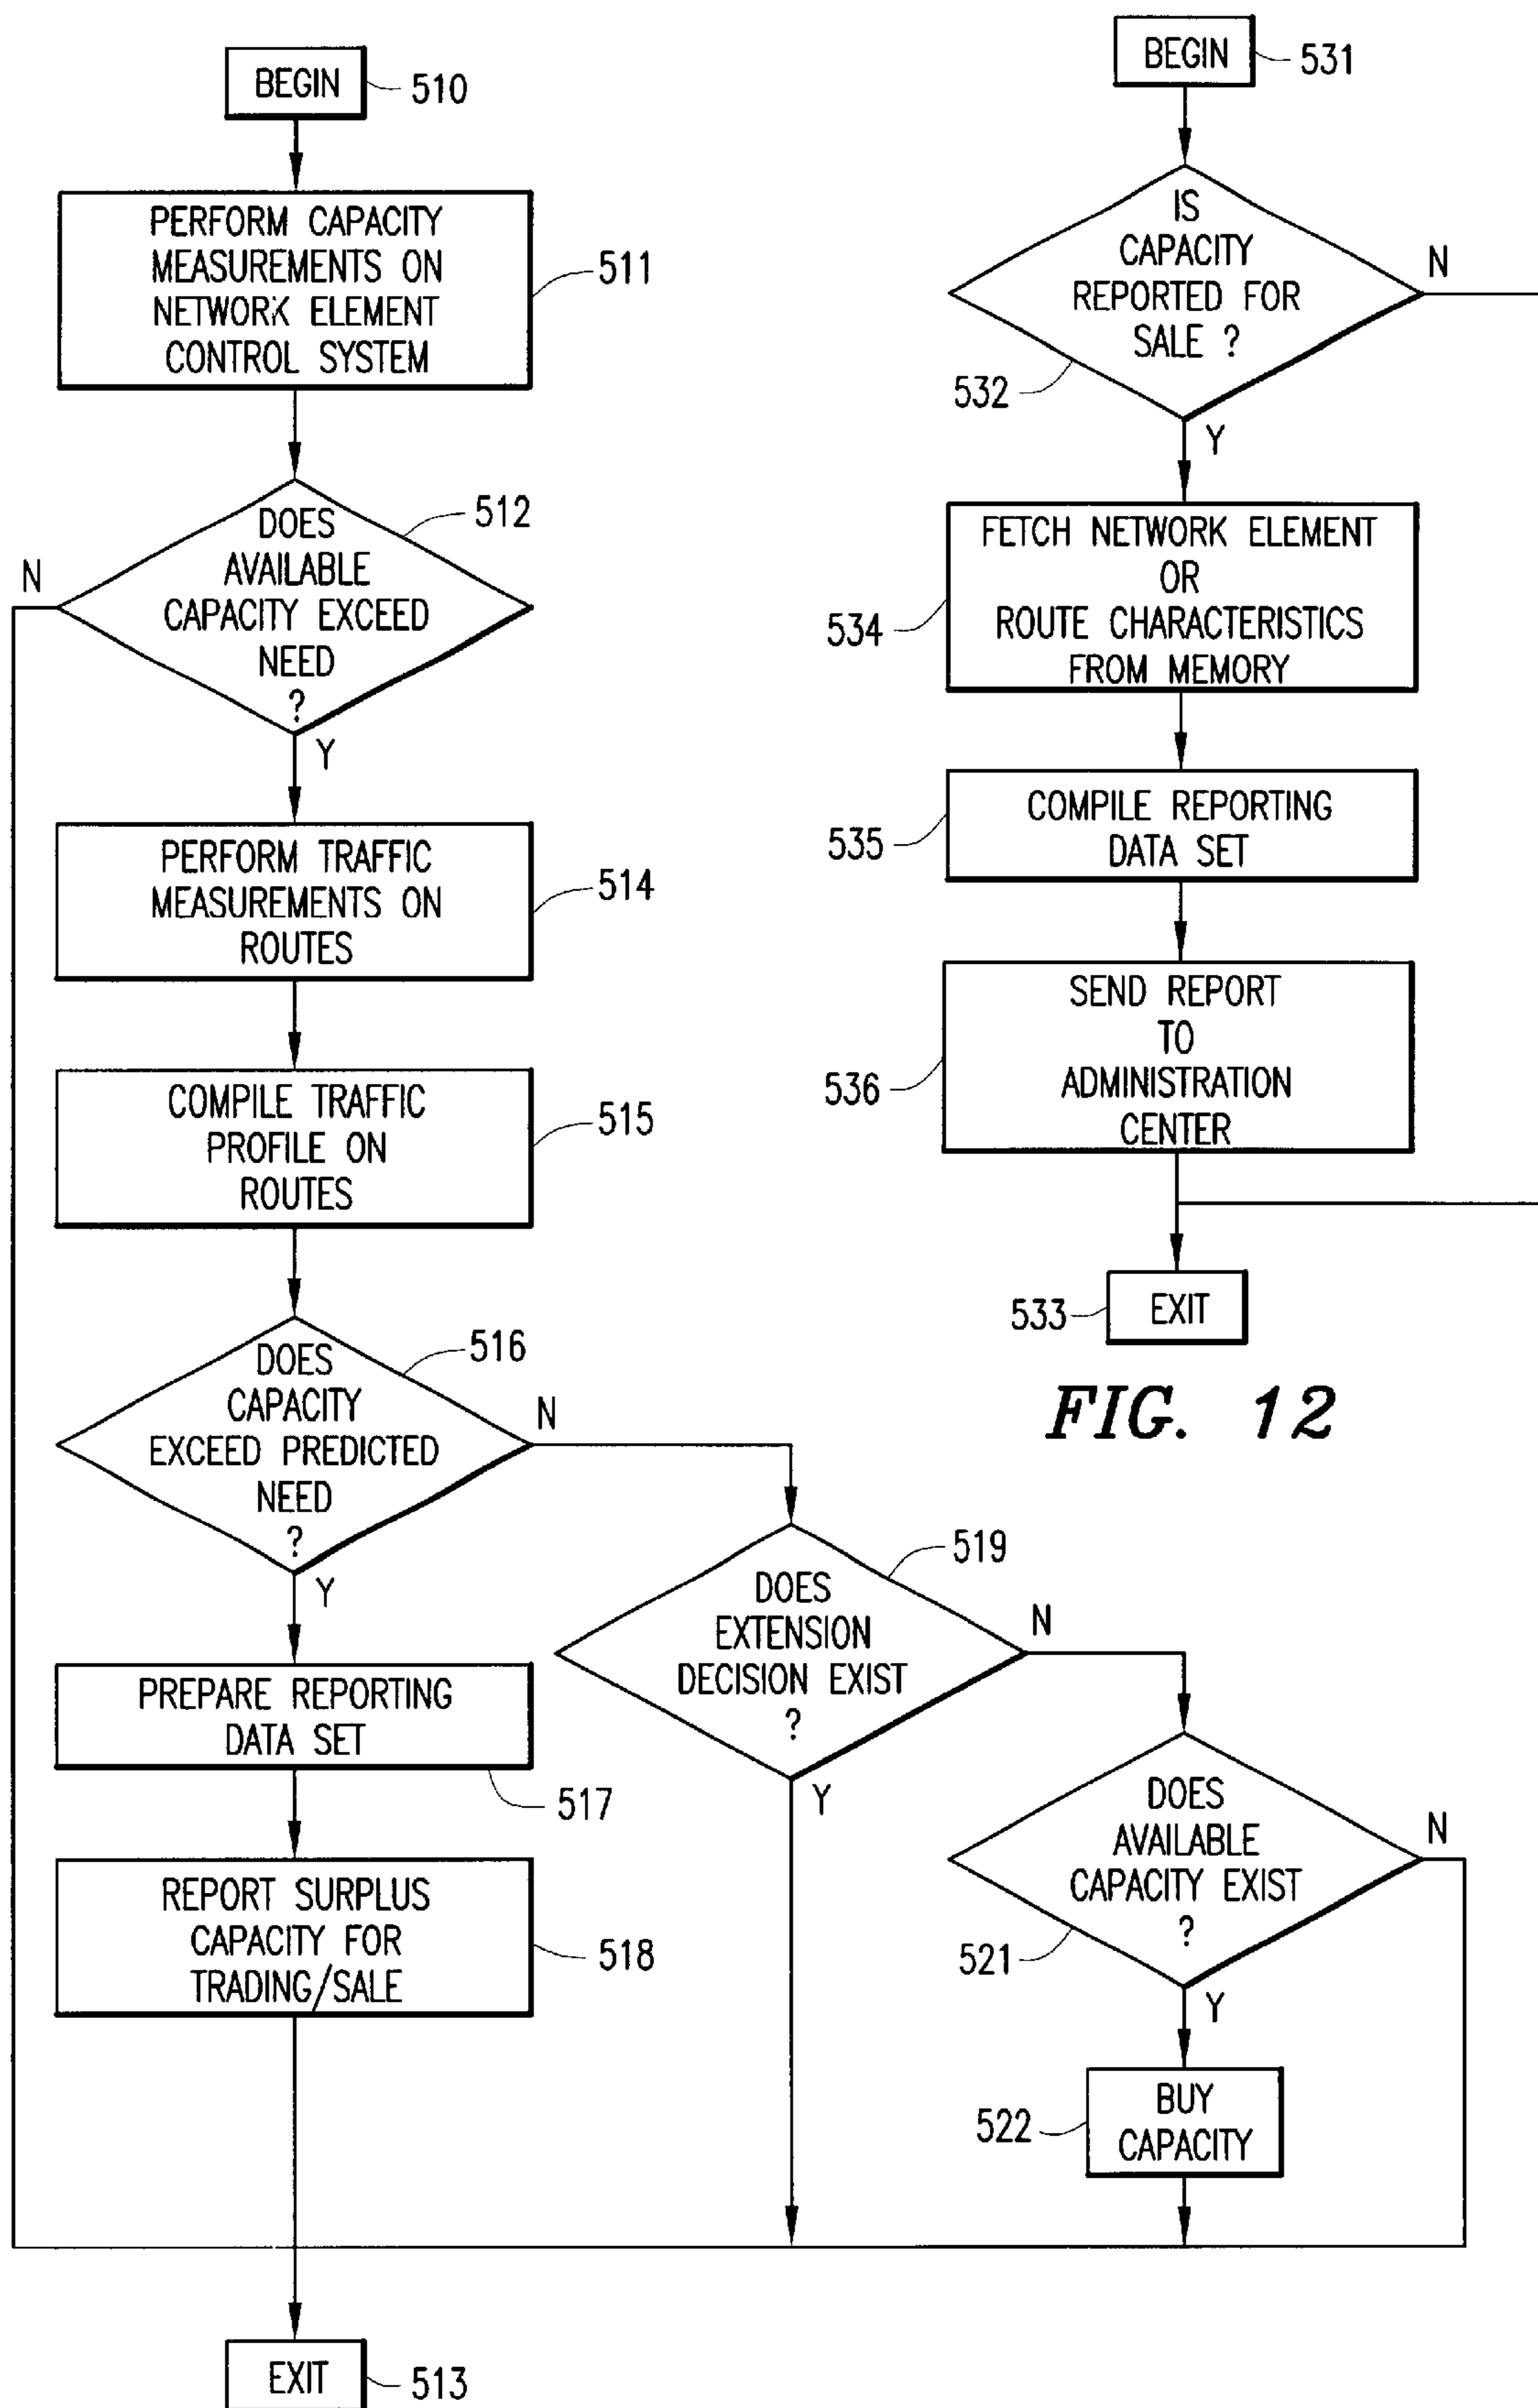 BEGIN
510
PERFORM CAPACITY
MEASUREMENTS ON
NETWORK ELEMENT
CONTROL SYSTEM
511
DOES
AVAILABLE
CAPACITY EXCEED
NEED
?
512
N
Y
PERFORM TRAFFIC
MEASUREMENTS ON
ROUTES
514
COMPILE TRAFFIC
PROFILE ON
ROUTES
515
DOES
CAPACITY
EXCEED PREDICTED
NEED
?
516
N
Y
PREPARE REPORTING
DATA SET
517
REPORT SURPLUS
CAPACITY FOR
TRADING/SALE
518
EXIT
513
DOES
EXTENSION
DECISION EXIST
?
519
N
Y
DOES
AVAILABLE
CAPACITY EXIST
?
521
N
Y
BUY
CAPACITY
522
BEGIN
531
IS
CAPACITY
REPORTED FOR
SALE ?
532
N
Y
FETCH NETWORK ELEMENT
OR
ROUTE CHARACTERISTICS
FROM MEMORY
534
COMPILE REPORTING
DATA SET
535
SEND REPORT
TO
ADMINISTRATION
CENTER
536
EXIT
533
FIG. 12